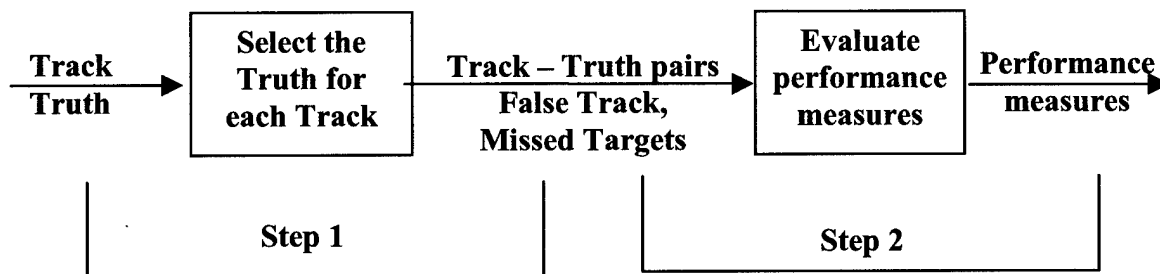 Track
Truth
Select the
Truth for
each Track
Track – Truth pairs
False Track,
Missed Targets
Evaluate
performance
measures
Performance
measures
Step 1
Step 2